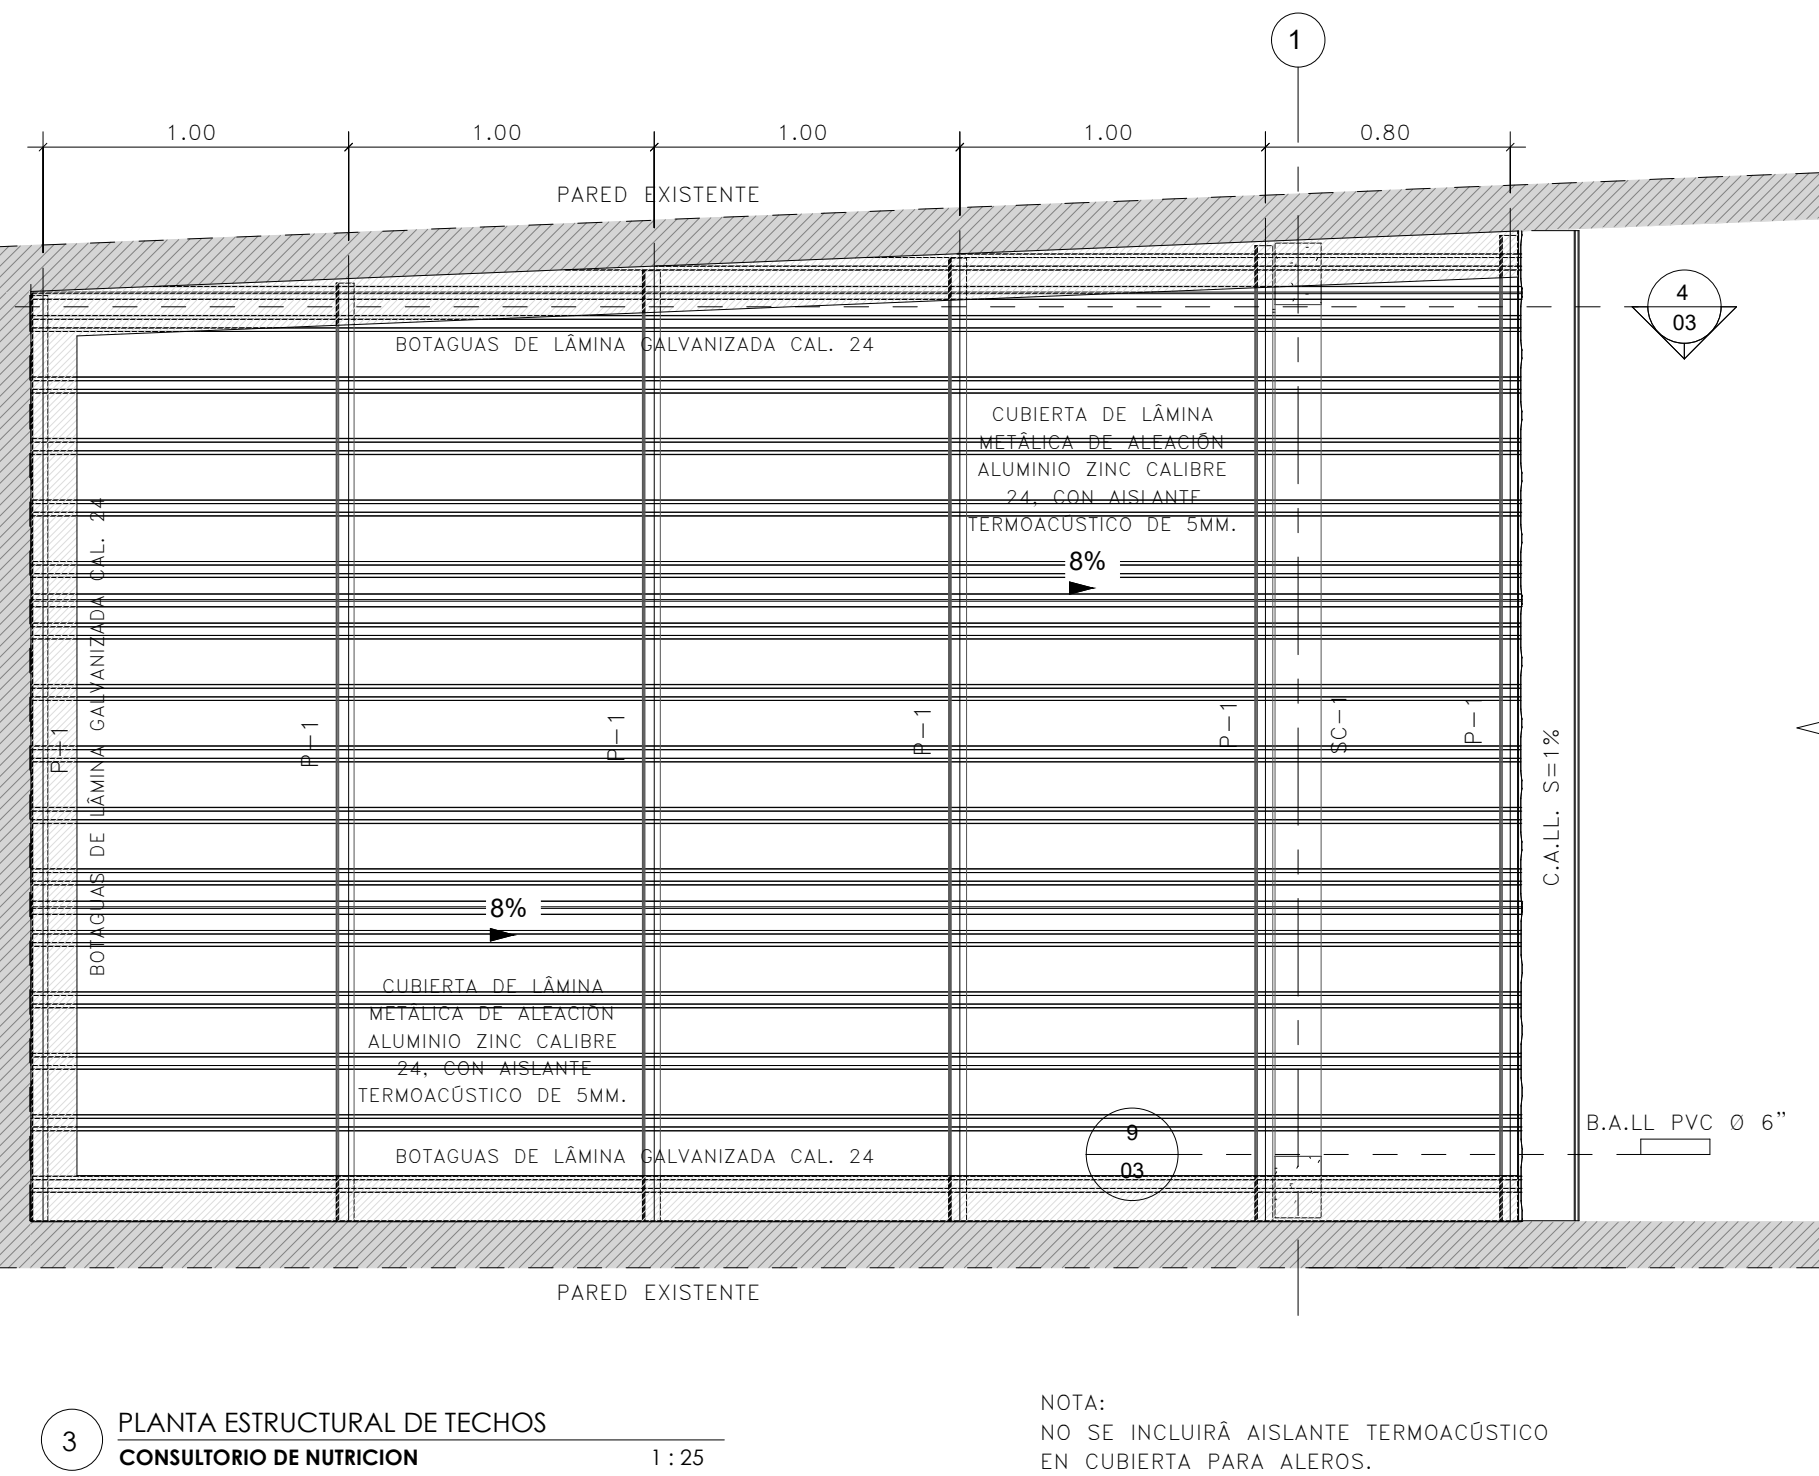 1
1.00 1.00 1.00 1.00 0.80
PARED EXISTENTE
4
03
BOTAGUAS DE LÂMINA GALVANIZADA CAL. 24
CUBIERTA DE LÂMINA
METÂLICA DE ALEACIÓN
ALUMINIO ZINC CALIBRE
24, CON AISLANTE
TERMOACÚSTICO DE 5MM.
8%
BOTAGUAS DE LÂMINA GALVANIZADA CAL. 24
P-1
P-1
P-1
P-1
P-1
SC-1
P-1
C.A.LL. S=1%
8%
CUBIERTA DE LÂMINA
METÂLICA DE ALEACIÓN
ALUMINIO ZINC CALIBRE
24, CON AISLANTE
TERMOACÚSTICO DE 5MM.
B.A.LL PVC Ø 6”
9
03
BOTAGUAS DE LÂMINA GALVANIZADA CAL. 24
PARED EXISTENTE
3
PLANTA ESTRUCTURAL DE TECHOS
CONSULTORIO DE NUTRICION 1 : 25
NOTA:
NO SE INCLUIRÂ AISLANTE TERMOACÚSTICO
EN CUBIERTA PARA ALEROS.